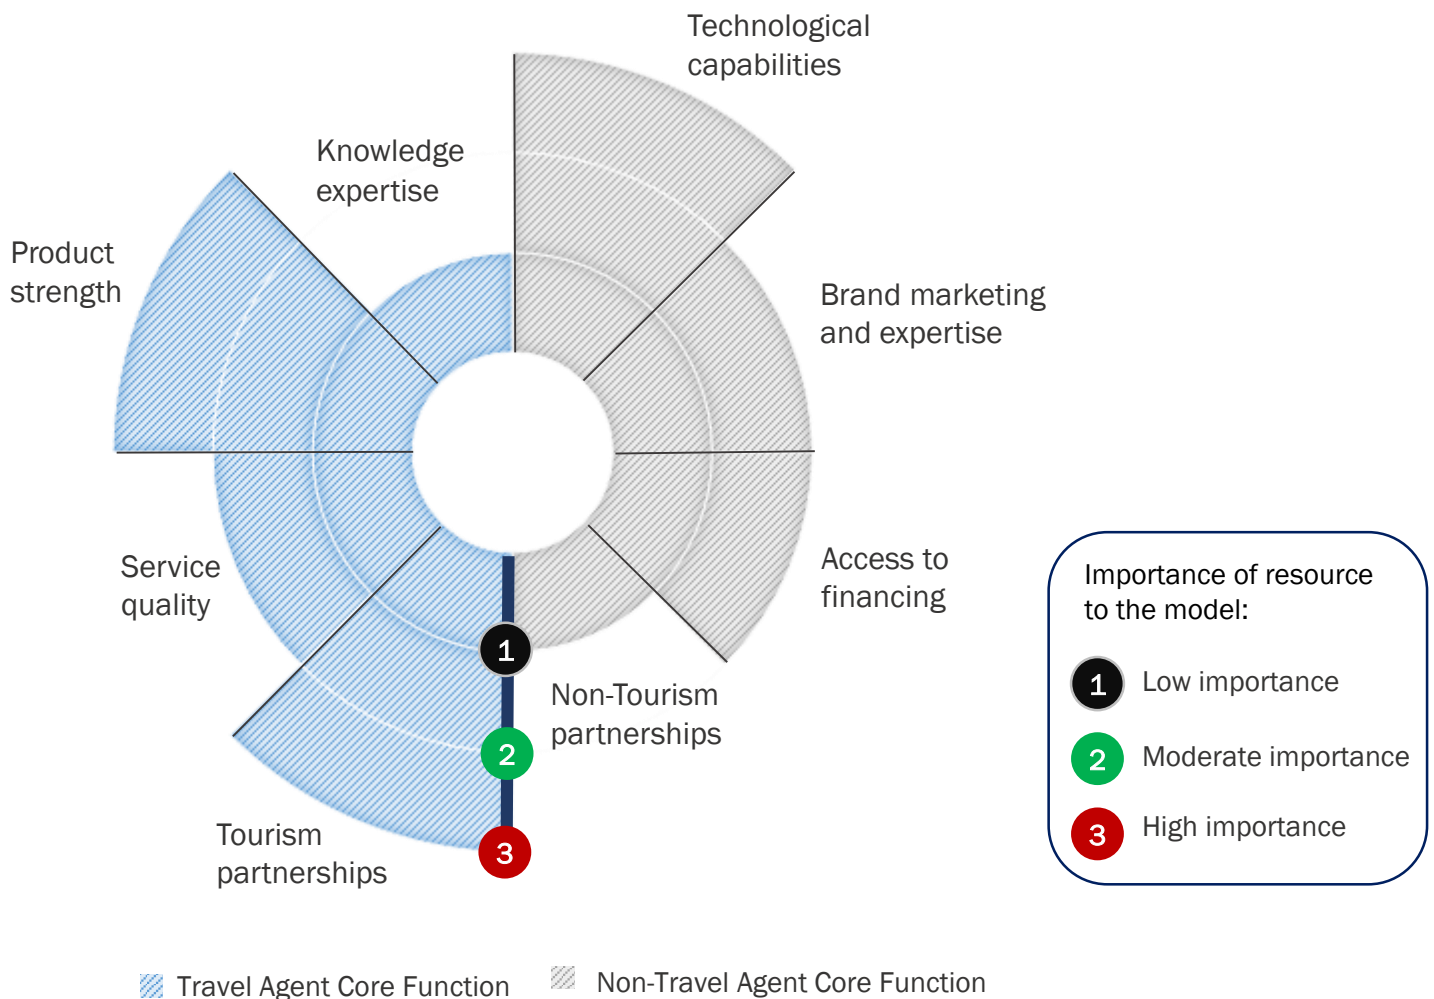 Technological
capabilities
Knowledge
expertise
Product
strength
Brand marketing
and expertise
Service
quality
Access to
financing
1
Non-Tourism
partnerships
2
Tourism
partnerships
3
Importance of resource
to the model:
1 Low importance
2 Moderate importance
3 High importance
Travel Agent Core Function
Non-Travel Agent Core Function